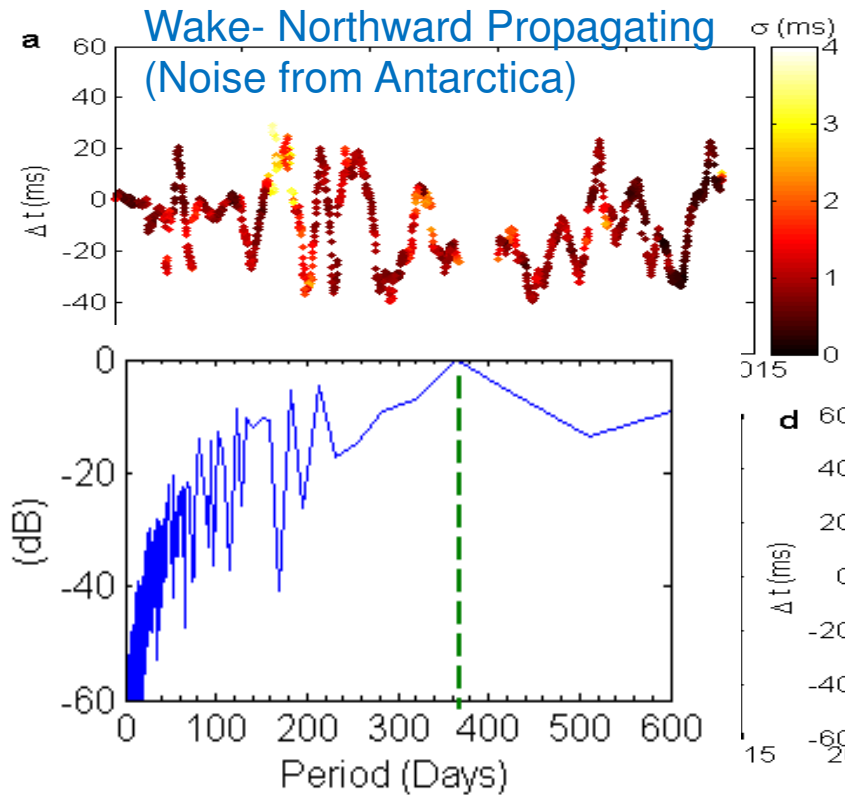 a
Wake- Northward Propagating
(Noise from Antarctica)
σ (ms)
60
40
20
0
-20
-40
Δ t (ms)
4
3
2
1
0
015
0
-20
-40
-60
(dB)
0 100 200 300 400 500 600
Period (Days)
d
60
40
20
0
-20
-40
-60
Δ t (ms)
15